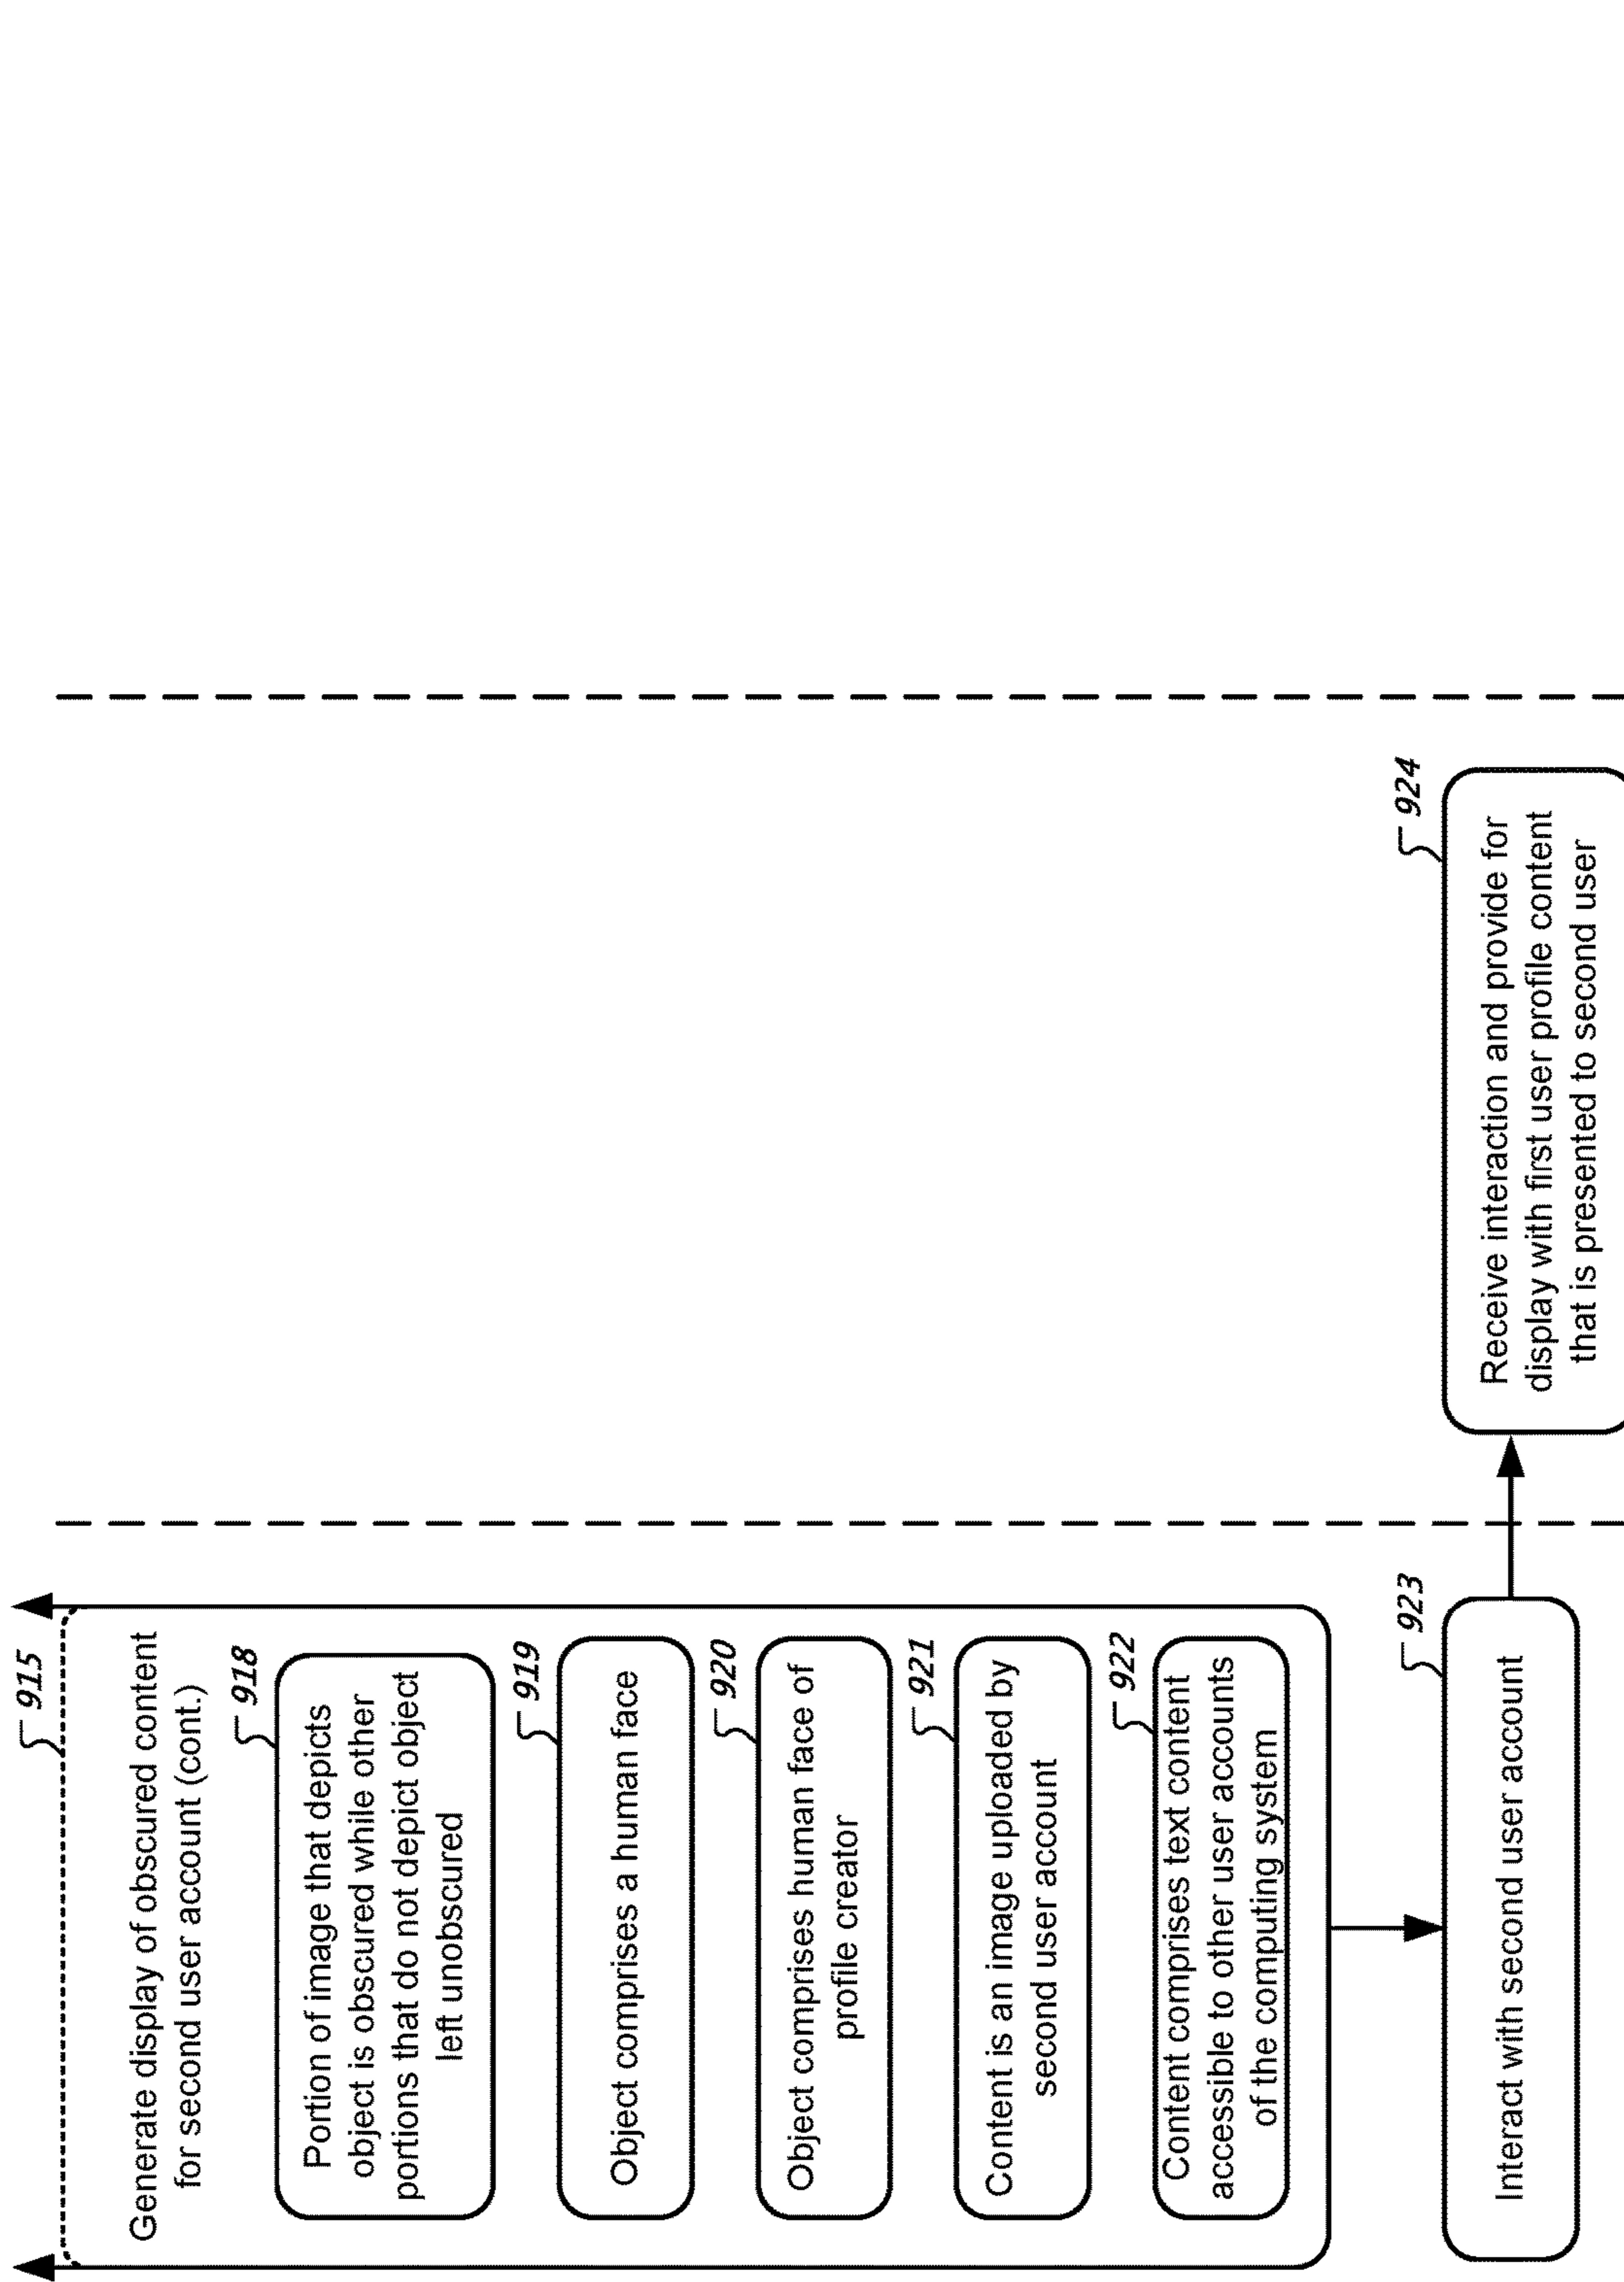 915
Generate display of obscured content
for second user account (cont.)
918
Portion of image that depicts
object is obscured while other
portions that do not depict object
left unobscured
919
Object comprises a human face
920
Object comprises human face of
profile creator
921
Content is an image uploaded by
second user account
922
Content comprises text content
accessible to other user accounts
of the computing system
923
Interact with second user account
924
Receive interaction and provide for
display with first user profile content
that is presented to second user